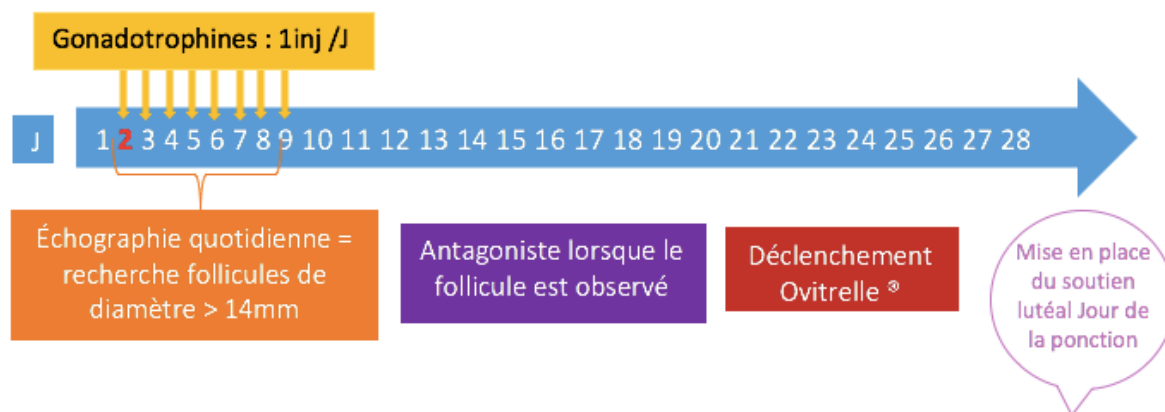 Gonadotrophines : 1inj /J
J
1 2 3 4 5 6 7 8 9 10 11 12 13 14 15 16 17 18 19 20 21 22 23 24 25 26 27 28
Échographie quotidienne =
recherche follicules de
diamètre > 14mm
Antagoniste lorsque le
follicule est observé
Déclenchement
Ovitrelle ®
Mise en place
du soutien
lutéal Jour de
la ponction